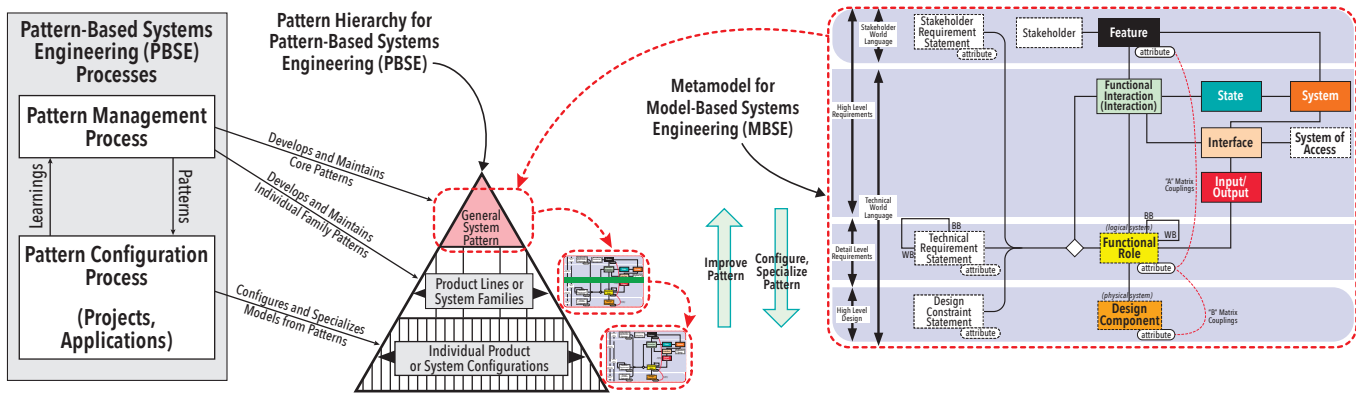 Pattern-Based Systems
Engineering (PBSE)
Processes
Pattern Management
Process
Learnings
Patterns
Pattern Configuration
Process
(Projects,
Applications)
Develops and Maintains
Core Patterns
Develops and Maintains
Individual Family Patterns
Configures and Specializes
Models from Patterns
Pattern Hierarchy for
Pattern-Based Systems
Engineering (PBSE)
General
System
Pattern
Product Lines or
System Families
Individual Product
or System Configurations
Improve
Pattern
Configure,
Specialize
Pattern
Metamodel for
Model-Based Systems
Engineering (MBSE)
Stakeholder
World
Language
High Level
Requirements
Technical
World
Language
Detail Level
Requirements
High Level
Design
Stakeholder
Requirement
Statement
attribute
Stakeholder
Feature
attribute
Functional
Interaction
(Interaction)
State
System
Interface
System of
Access
Input/
Output
"A" Matrix
Couplings
BB
WB
Technical
Requirement
Statement
attribute
(logical system)
Functional
Role
attribute
BB
WB
Design
Constraint
Statement
attribute
(physical system)
Design
Component
attribute
"B" Matrix
Couplings